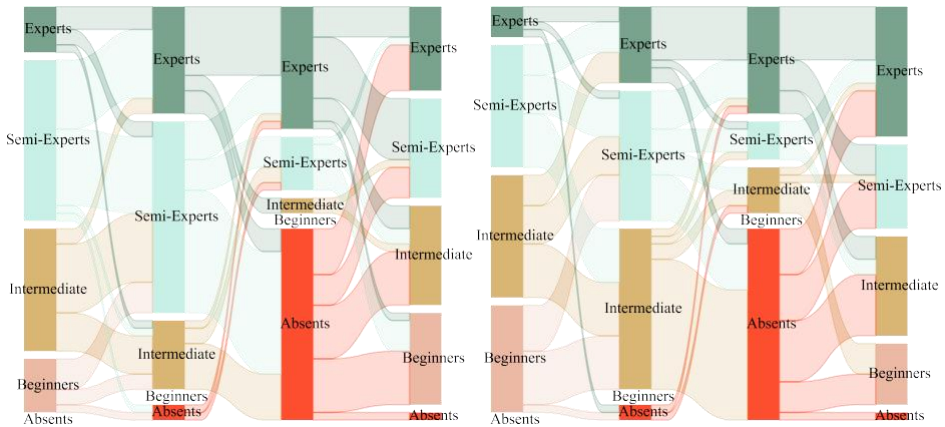 Experts
Semi-Experts
Intermediate
Beginners
Absents
Experts
Semi-Experts
Intermediate
Beginners
Absents
Experts
Semi-Experts
Intermediate
Beginners
Absents
Experts
Semi-Experts
Intermediate
Beginners
Absents
Experts
Semi-Experts
Intermediate
Beginners
Absents
Experts
Semi-Experts
Intermediate
Beginners
Absents
Experts
Semi-Experts
Intermediate
Beginners
Absents
Experts
Semi-Experts
Intermediate
Beginners
Absents